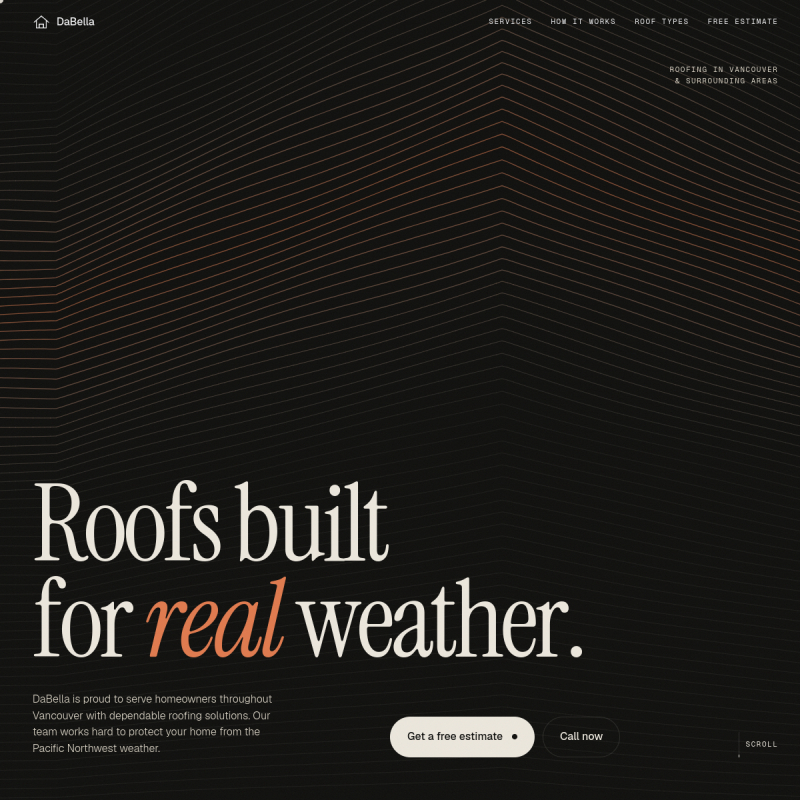 DaBella
SERVICES HOW IT WORKS ROOF TYPES FREE ESTIMATE
ROOFING IN VANCOUVER
& SURROUNDING AREAS
Roofs built
for real weather.
DaBella is proud to serve homeowners throughout
Vancouver with dependable roofing solutions. Our
team works hard to protect your home from the
Pacific Northwest weather.
Get a free estimate
Call now
SCROLL